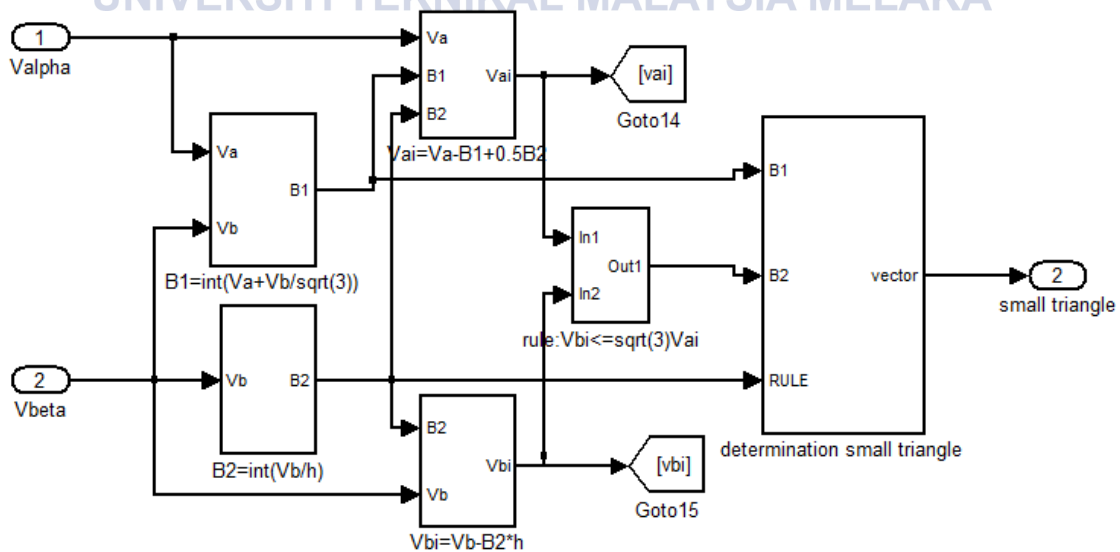 UNIVERSITI TEKNIKAL MALAYSIA MELAKA
1
Valpha
Va
B1
B2
Vai
Vai=Va-B1+0.5B2
[vai]
Goto14
Va
Vb
B1
B1=int(Va+Vb/sqrt(3))
In1
In2
Out1
rule:Vbi<=sqrt(3)Vai
B1
B2
RULE
vector
determination small triangle
2
small triangle
2
Vbeta
Vb
B2
B2=int(Vb/h)
B2
Vb
Vbi
Vbi=Vb-B2*h
[vbi]
Goto15